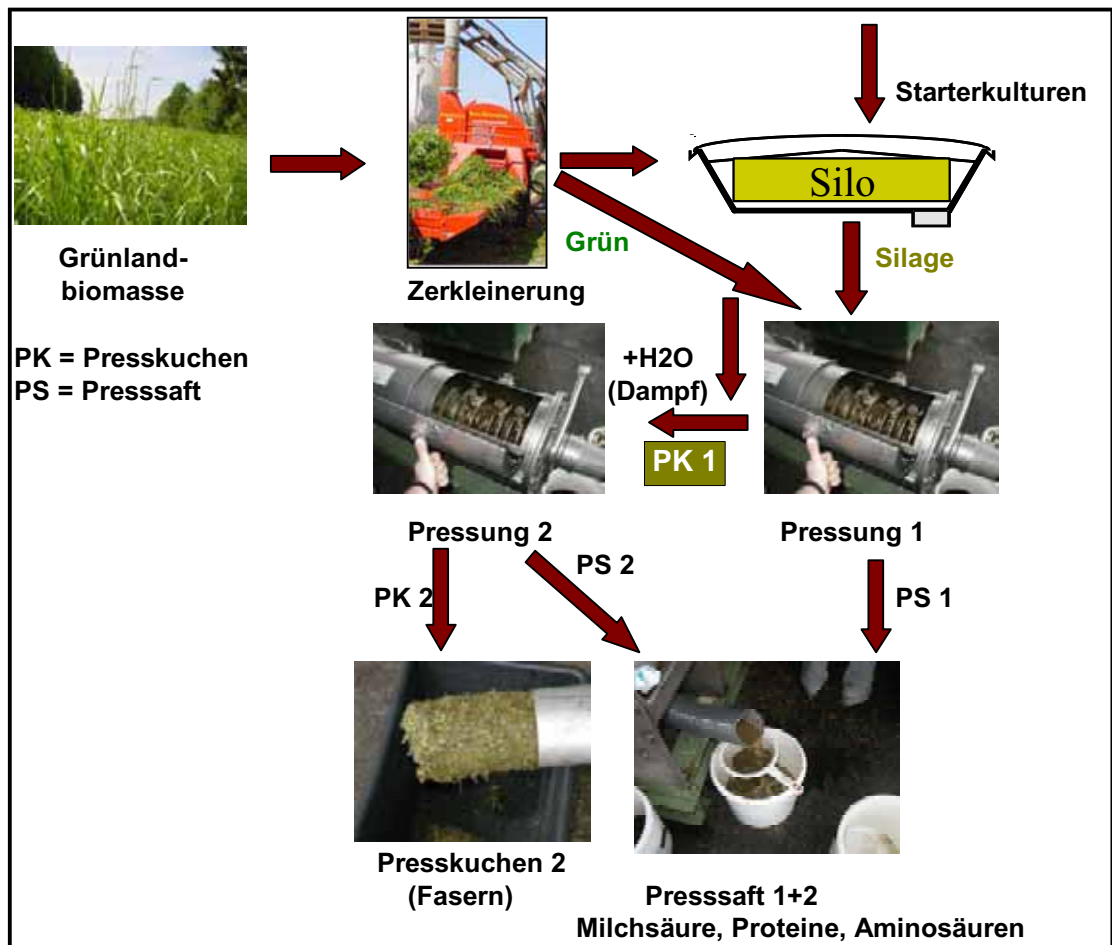 Starterkulturen
Silo
Grün
Silage
Grünland-
biomasse
Zerkleinerung
PK = Presskuchen
PS = Presssaft
+H2O
(Dampf)
PK 1
Pressung 2
Pressung 1
PS 2
PK 2
PS 1
Presskuchen 2
(Fasern)
Presssaft 1+2
Milchsäure, Proteine, Aminosäuren